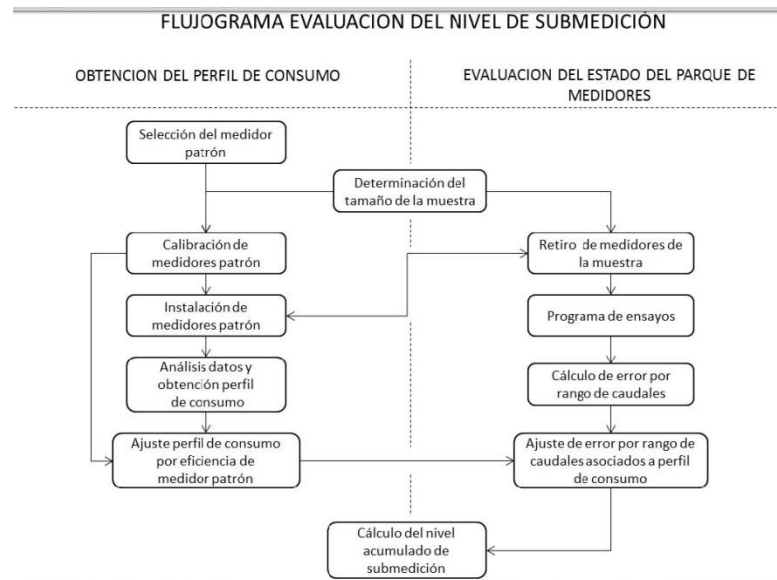 FLUJOGRAMA EVALUACION DEL NIVEL DE SUBMEDICIÓN
OBTENCION DEL PERFIL DE CONSUMO
EVALUACION DEL ESTADO DEL PARQUE DE
MEDIDORES
Selección del medidor
patrón
Determinación del
tamaño de la muestra
Calibración de
medidores patrón
Retiro de medidores de
la muestra
Instalación de
medidores patrón
Programa de ensayos
Análisis datos y
obtención perfil
de consumo
Cálculo de error por
rango de caudales
Ajuste perfil de consumo
por eficiencia de
medidor patrón
Ajuste de error por rango de
caudales asociados a perfil
de consumo
Cálculo del nivel
acumulado de
submedición